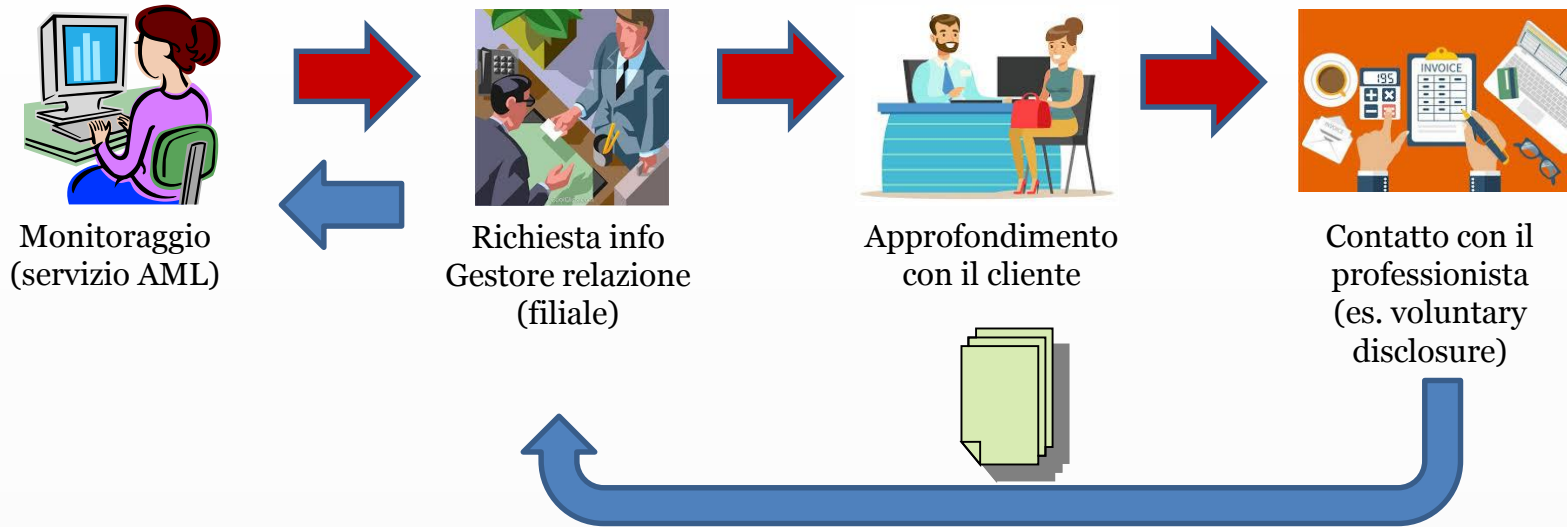 Monitoraggio
(servizio AML)
Richiesta info
Gestore relazione
(filiale)
Approfondimento
con il cliente
195
INVOICE
INVOICE
Contatto con il
professionista
(es. voluntary
disclosure)